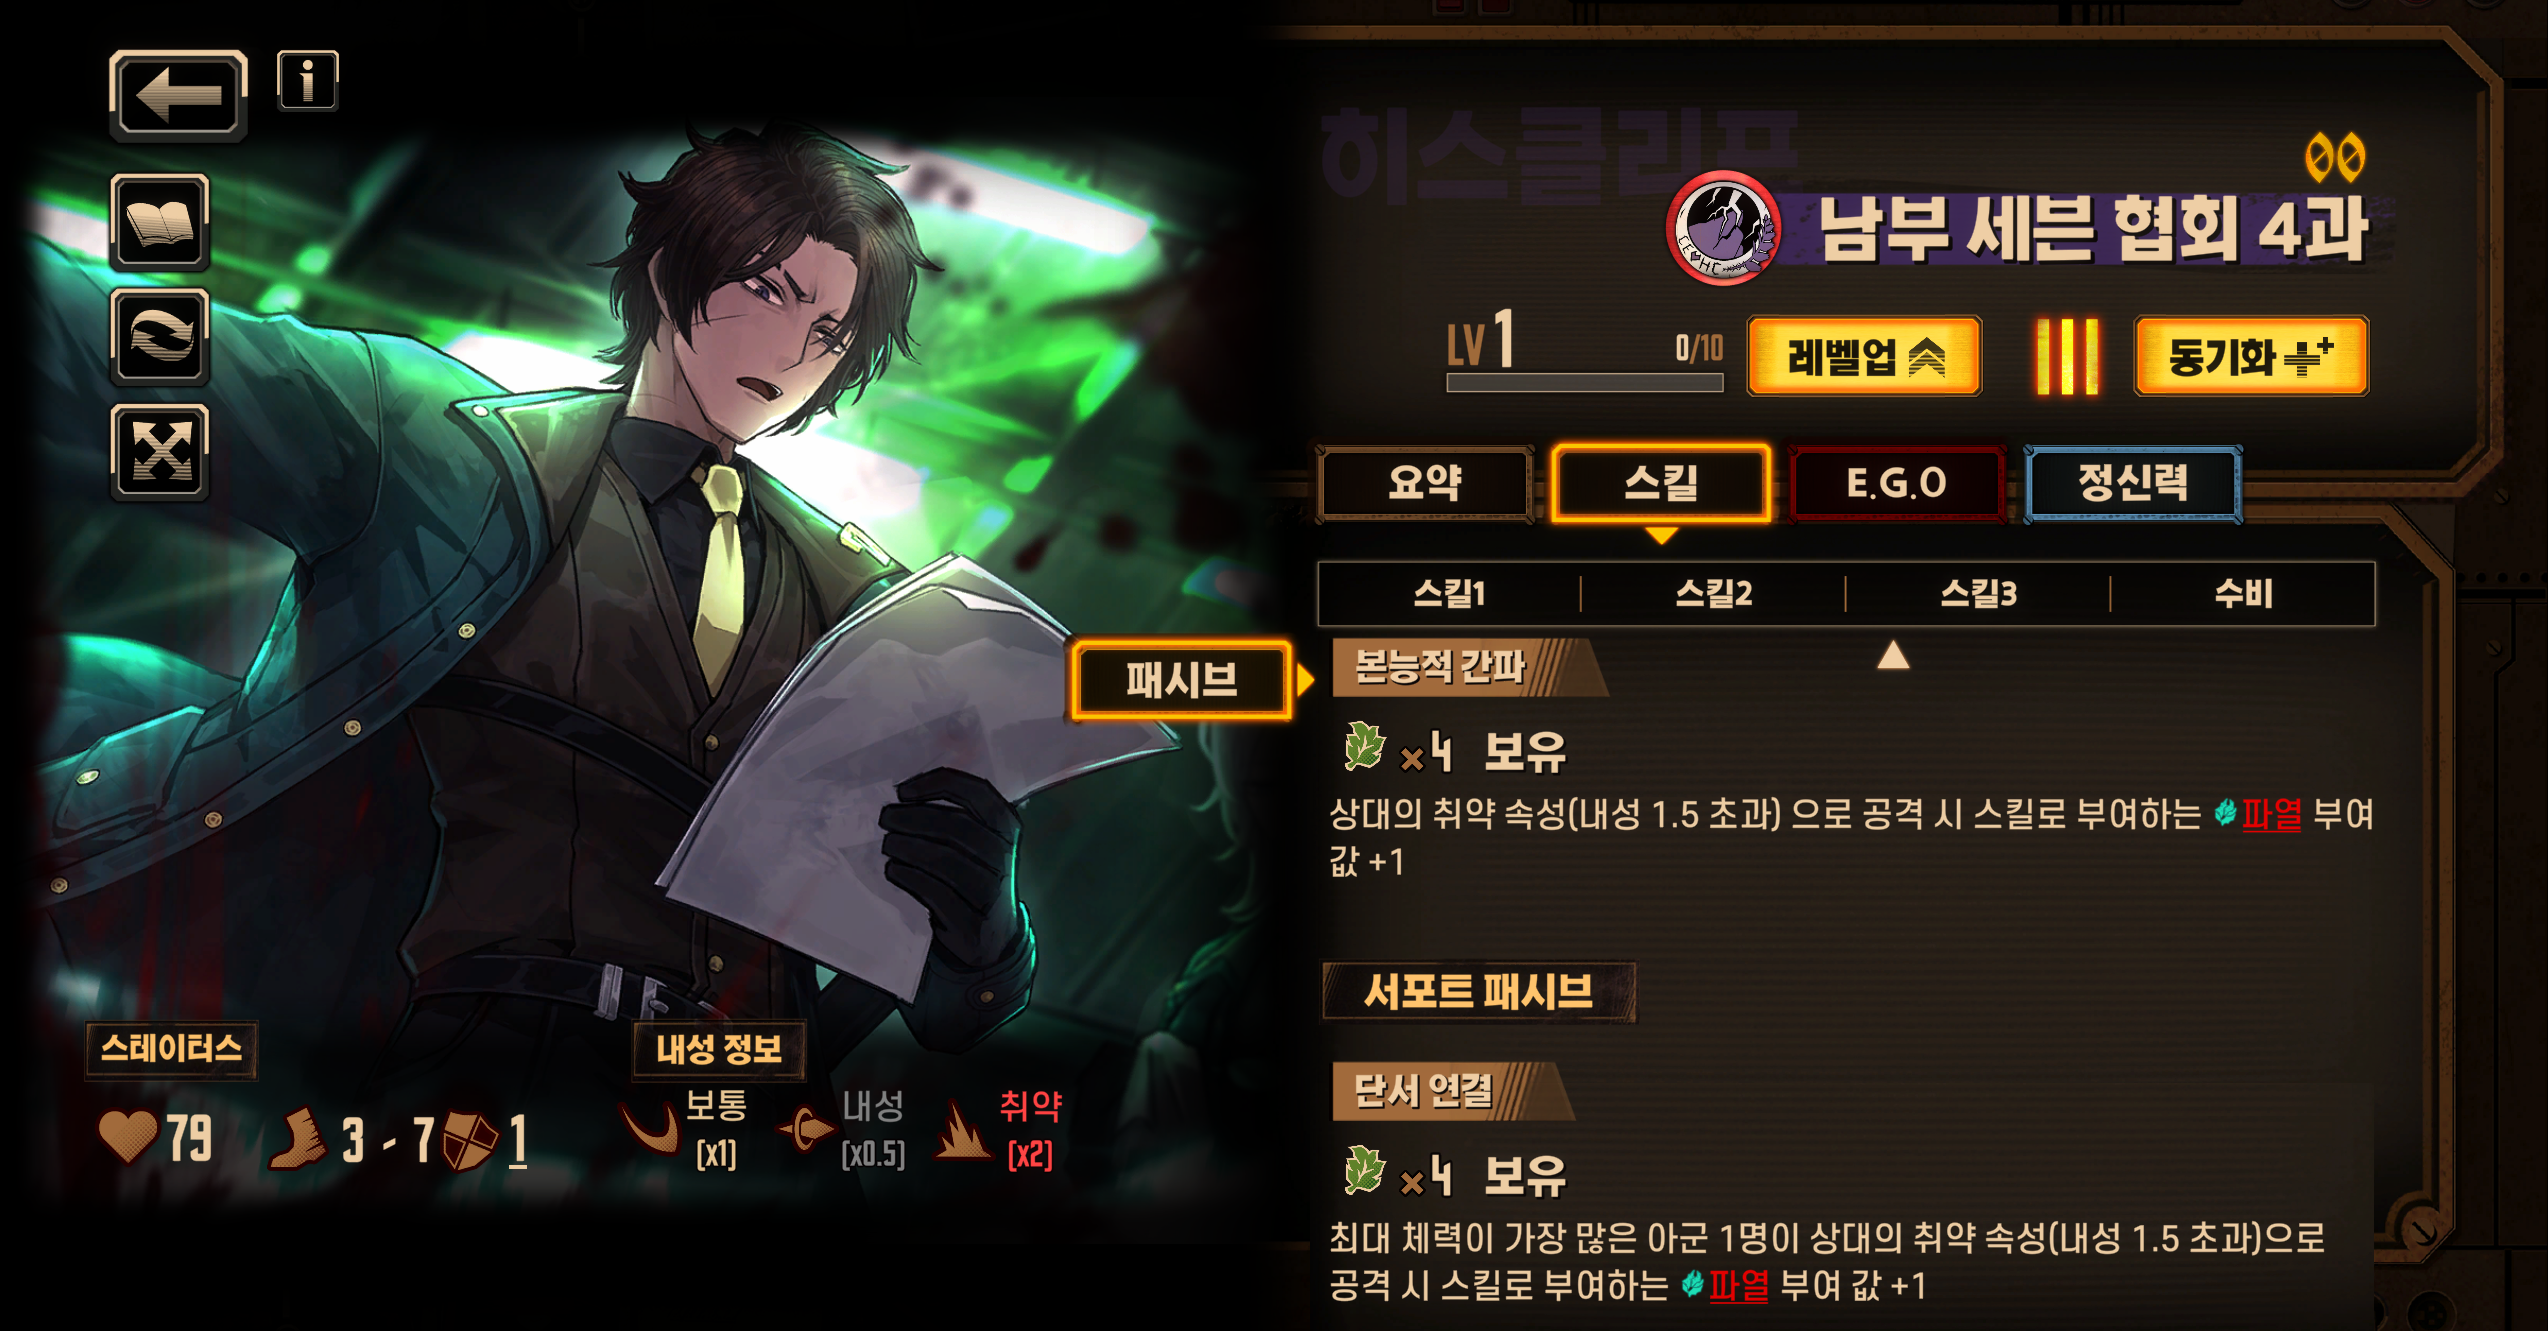 히스클리프
남부 세븐 협회 4과
LV 1
0/10
레벨업
동기화
요약
스킬
E.G.O
정신력
스킬1
스킬2
스킬3
수비
패시브
본능적 간파
×4 보유
상대의 취약 속성(내성 1.5 초과) 으로 공격 시 스킬로 부여하는 파열 부여
값 +1
서포트 패시브
단서 연결
×4 보유
최대 체력이 가장 많은 아군 1명이 상대의 취약 속성(내성 1.5 초과)으로
공격 시 스킬로 부여하는 파열 부여 값 +1
스테이터스
79
3 - 7
1
내성 정보
보통
[x1]
내성
[x0.5]
취약
[x2]